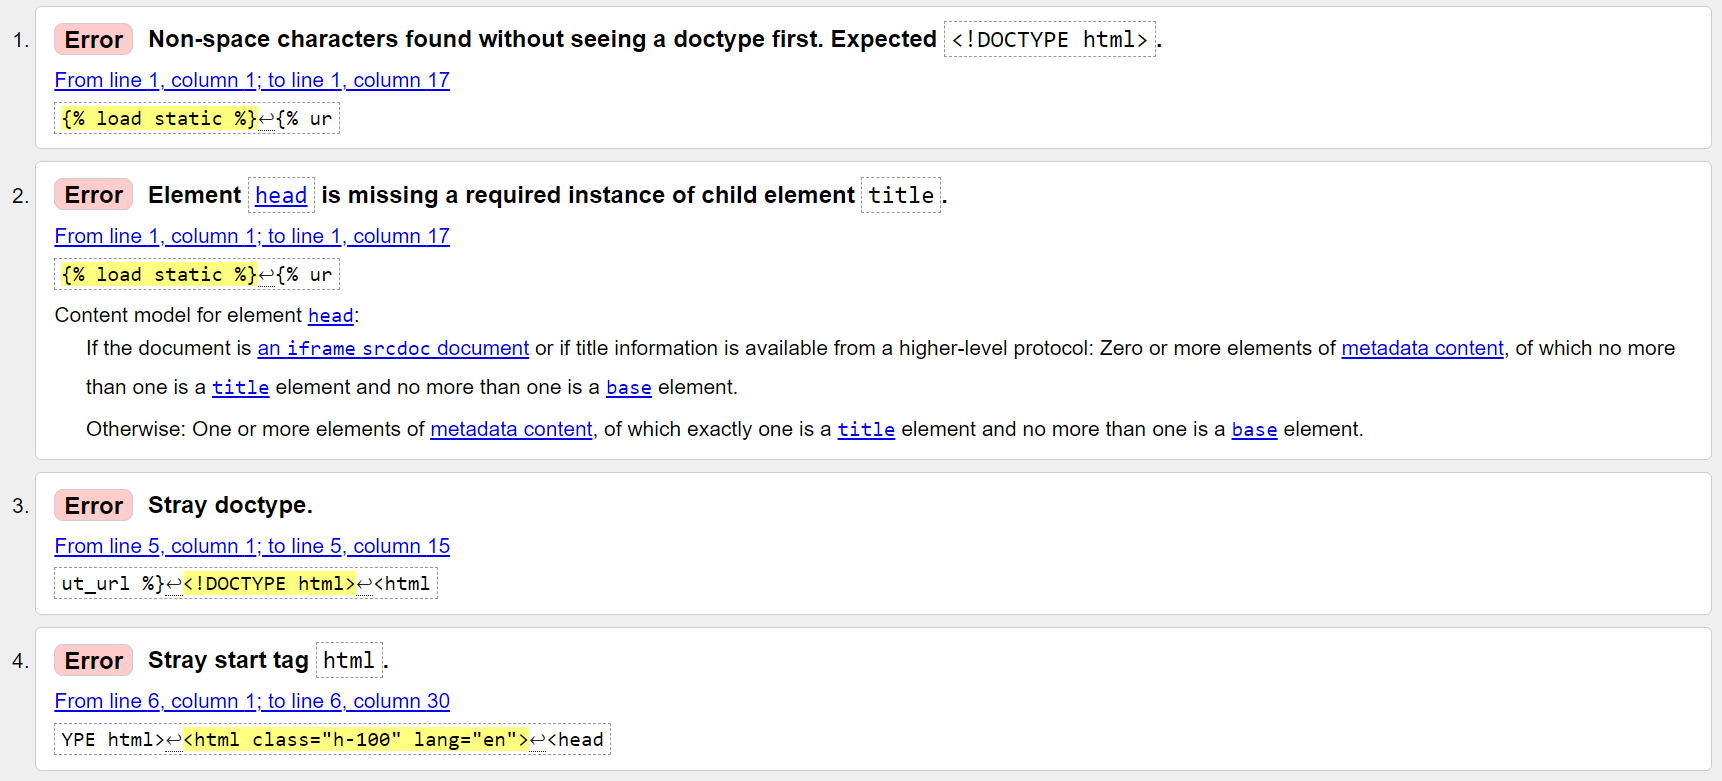 1. Error Non-space characters found without seeing a doctype first. Expected <!DOCTYPE html>.
From line 1, column 1; to line 1, column 17
{% load static %}↩{% ur
2. Error Element head is missing a required instance of child element title.
From line 1, column 1; to line 1, column 17
{% load static %}↩{% ur
Content model for element head:
If the document is an iframe srcdoc document or if title information is available from a higher-level protocol: Zero or more elements of metadata content, of which no more
than one is a title element and no more than one is a base element.
Otherwise: One or more elements of metadata content, of which exactly one is a title element and no more than one is a base element.
3. Error Stray doctype.
From line 5, column 1; to line 5, column 15
ut_url %}↩<!DOCTYPE html>↩<html
4. Error Stray start tag html.
From line 6, column 1; to line 6, column 30
YPE html>↩<html class="h-100" lang="en">↩<head